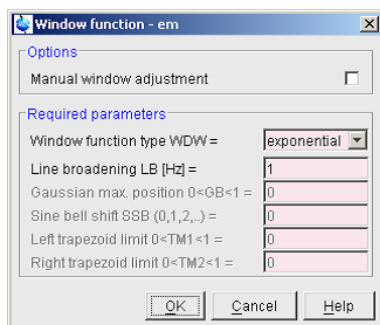 Window function - em
Options
Manual window adjustment
Required parameters
Window function type WDW = exponential
Line broadening LB [Hz] = 1
Gaussian max. position 0<GB<1 = 0
Sine bell shift SSB (0,1,2,..) = 0
Left trapezoid limit 0<TM1<1 = 0
Right trapezoid limit 0<TM2<1 = 0
OK Cancel Help